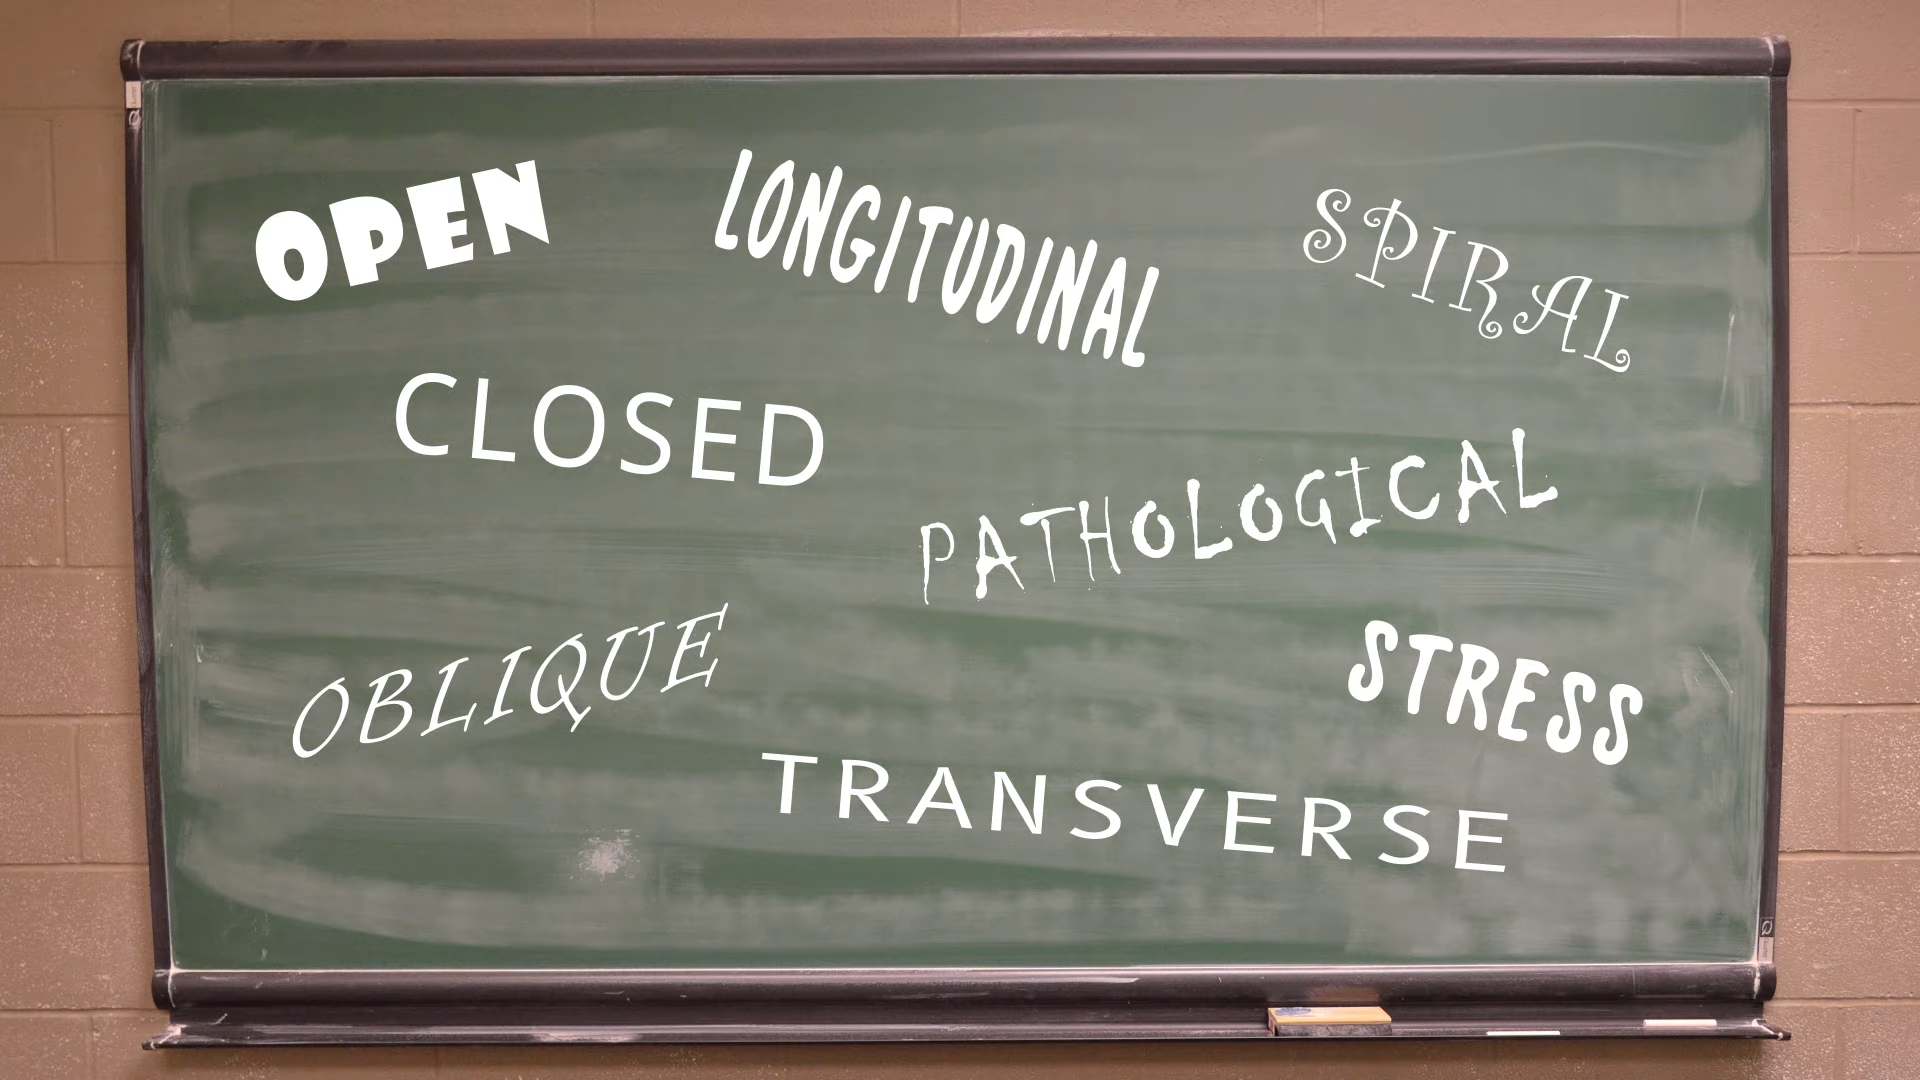 OPEN
LONGITUDINAL
SPIRAL
CLOSED
PATHOLOGICAL
OBLIQUE
STRESS
TRANSVERSE